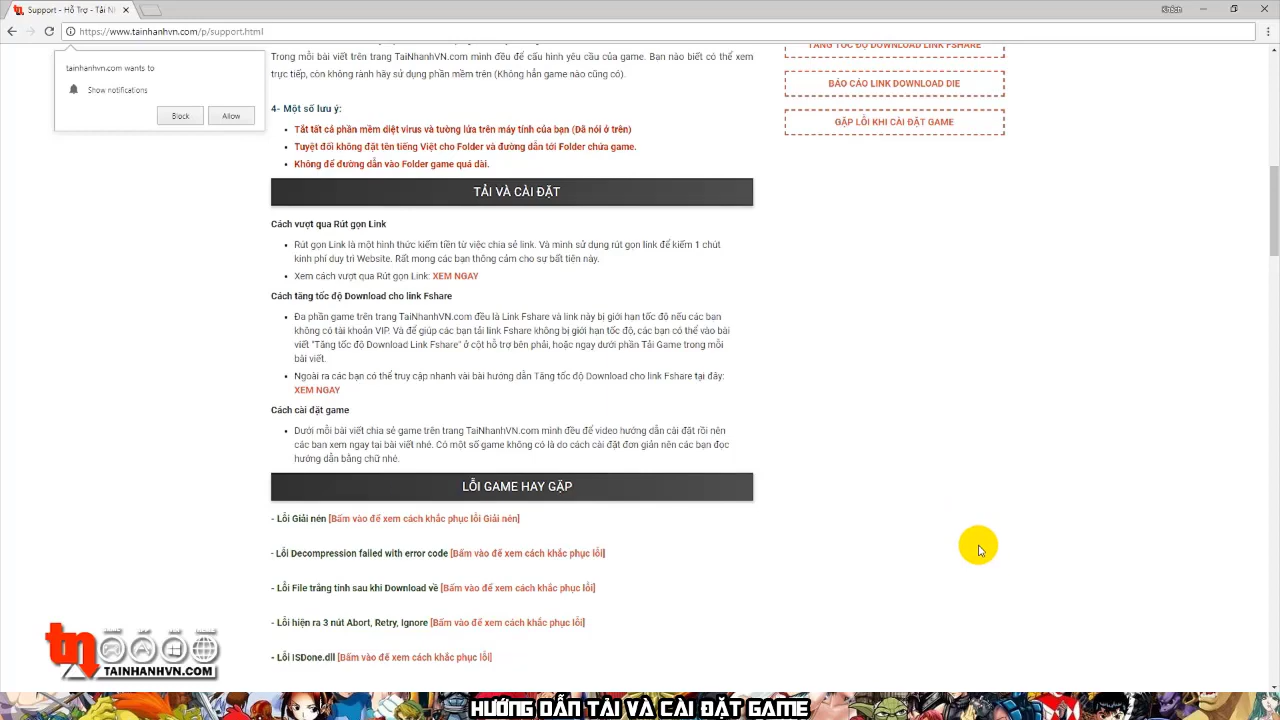 Support - Hỗ Trợ - Tải N
Khách
https://www.tainhanhvn.com/p/support.html
tainhanhvn.com wants to
Show notifications
Block
Allow
Trong mỗi bài viết trên trang TaiNhanhVN.com mình đều để cấu hình yêu cầu của game. Bạn nào biết có thể xem
trực tiếp, còn không rành hãy sử dụng phần mềm trên (Không hẳn game nào cũng có).
4- Một số lưu ý:
Tắt tất cả phần mềm diệt virus và tường lửa trên máy tính của bạn (Đã nói ở trên)
Tuyệt đối không đặt tên tiếng Việt cho Folder và đường dẫn tới Folder chứa game.
Không để đường dẫn vào Folder game quá dài.
TẢI VÀ CÀI ĐẶT
Cách vượt qua Rút gọn Link
Rút gọn Link là một hình thức kiếm tiền từ việc chia sẻ link. Và mình sử dụng rút gọn link để kiếm 1 chút
kinh phí duy trì Website. Rất mong các bạn thông cảm cho sự bất tiện này.
Xem cách vượt qua Rút gọn Link: XEM NGAY
Cách tăng tốc độ Download cho link Fshare
Đa phần game trên trang TaiNhanhVN.com đều là Link Fshare và link này bị giới hạn tốc độ nếu các bạn
không có tài khoản VIP. Và để giúp các bạn tải link Fshare không bị giới hạn tốc độ, các bạn có thể vào bài
viết "Tăng tốc độ Download Link Fshare" ở cột hỗ trợ bên phải, hoặc ngay dưới phần Tải Game trong mỗi
bài viết.
Ngoài ra các bạn có thể truy cập nhanh vài bài hướng dẫn Tăng tốc độ Download cho link Fshare tại đây:
XEM NGAY
Cách cài đặt game
Dưới mỗi bài viết chia sẻ game trên trang TaiNhanhVN.com mình đều để video hướng dẫn cài đặt rồi nên
các bạn xem ngay tại bài viết nhé. Có một số game không có là do cách cài đặt đơn giản nên các bạn đọc
hướng dẫn bằng chữ nhé.
LỖI GAME HAY GẶP
- Lỗi Giải nén [Bấm vào để xem cách khắc phục lỗi Giải nén]
- Lỗi Decompression failed with error code [Bấm vào để xem cách khắc phục lỗi]
- Lỗi File trắng tinh sau khi Download về [Bấm vào để xem cách khắc phục lỗi]
- Lỗi hiện ra 3 nút Abort, Retry, Ignore [Bấm vào để xem cách khắc phục lỗi]
- Lỗi ISDone.dll [Bấm vào để xem cách khắc phục lỗi]
TĂNG TỐC ĐỘ DOWNLOAD LINK FSHARE
BÁO CÁO LINK DOWNLOAD DIE
GẶP LỖI KHI CÀI ĐẶT GAME
tn
GAME
APP
TAINHANHVN.COM
HƯỚNG DẪN TẢI VÀ CÀI ĐẶT GAME